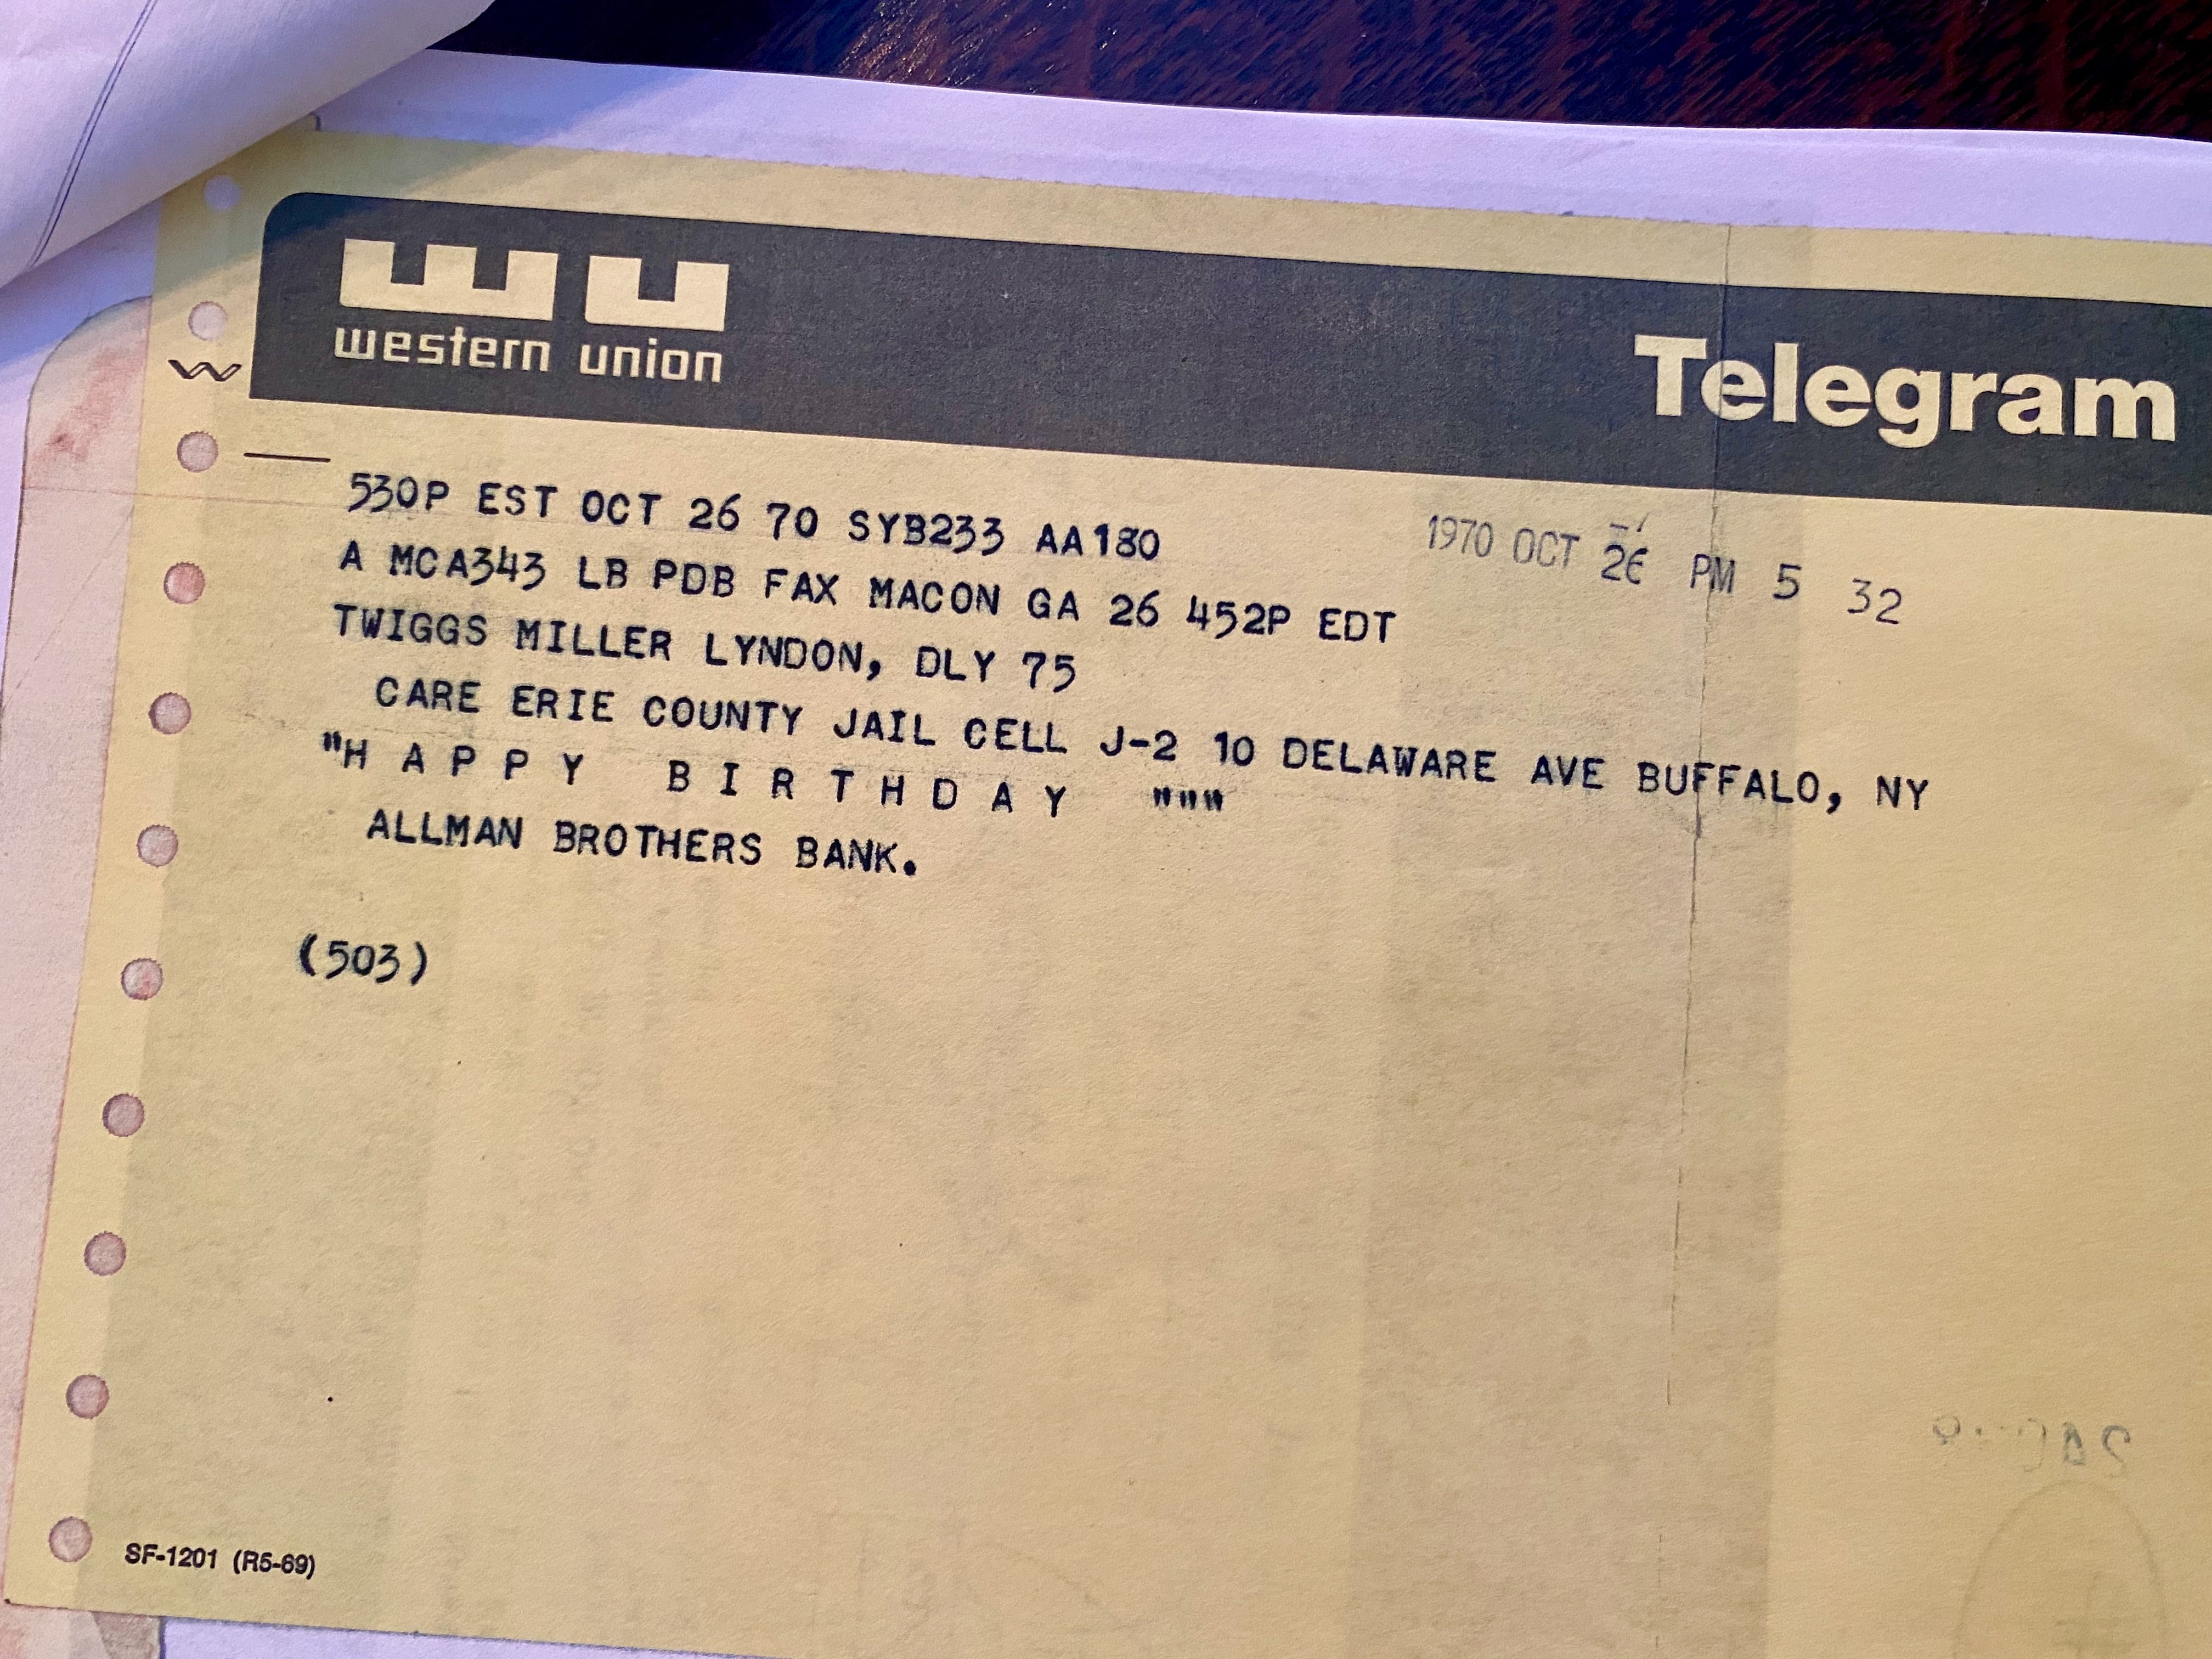 WU
western union
Telegram
530P EST OCT 26 70 SYB233 AA180
1970 OCT 26 PM 5 32
A MCA343 LB PDB FAX MACON GA 26 452P EDT
TWIGGS MILLER LYNDON, DLY 75
CARE ERIE COUNTY JAIL CELL J-2 10 DELAWARE AVE BUFFALO, NY
"H A P P Y B I R T H D A Y """
ALLMAN BROTHERS BANK.
(503)
SF-1201 (R5-69)